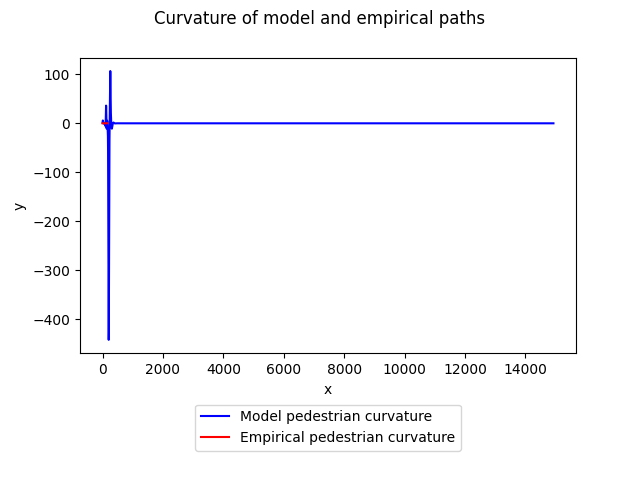 Curvature of model and empirical paths
100
0
−100
−200
−300
−400
y
0 2000 4000 6000 8000 10000 12000 14000
x
Model pedestrian curvature
Empirical pedestrian curvature